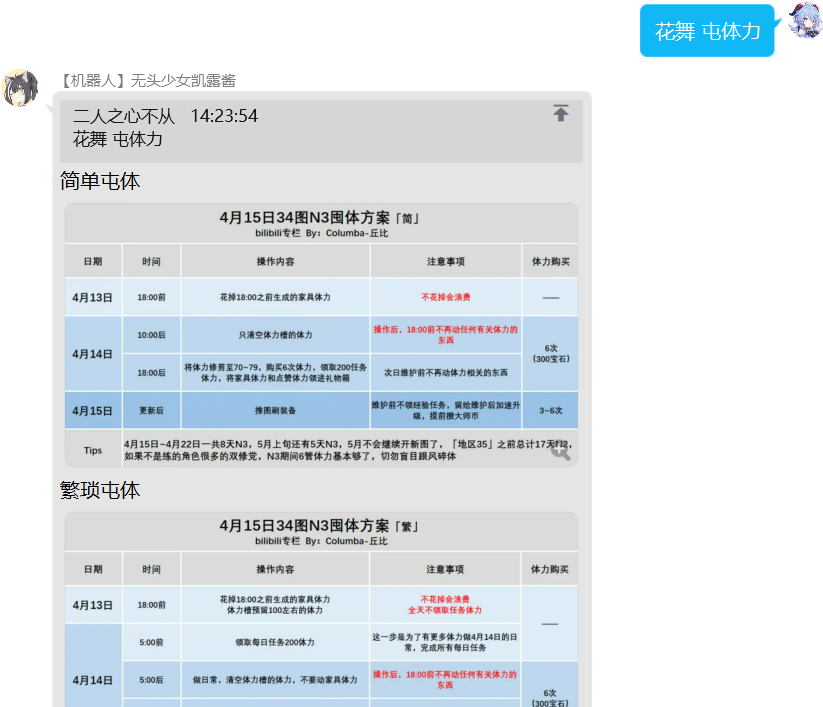 花舞 屯体力
【机器人】无头少女凯露酱
二人之心不从 14:23:54
花舞 屯体力
简单屯体
4月15日34图N3囤体方案「简」
bilibili专栏 By：Columba-丘比
日期 时间 操作内容 注意事项 体力购买
4月13日 18:00前 花掉18:00之前生成的家具体力 不花掉会浪费 ——
4月14日
10:00后 只清空体力槽的体力
操作后，18:00前不再动任何有关体力的
东西
6次
(300宝石)
18:00后
将体力修剪至70~79，购买6次体力，领取200任务
体力，将家具体力和点赞体力领进礼物箱
次日维护前不再动体力相关的东西
4月15日 更新后 推图刷装备
维护前不领经验任务，留给维护后加速升
级，提前攒大师币
3~6次
Tips
4月15日~4月22日一共8天N3，5月上旬还有5天N3，5月不会继续开新图了，「地区35」之前总计17天N2，
如果不是练的角色很多的双修党，N3期间6管体力基本够了，切勿盲目跟风碎体
繁琐屯体
4月15日34图N3囤体方案「繁」
bilibili专栏 By：Columba-丘比
日期 时间 操作内容 注意事项 体力购买
4月13日 18:00前
花掉18:00之前生成的家具体力
体力槽预留100左右的体力
不花掉会浪费
全天不领取任务体力
——
4月14日
5:00前 领取每日任务200体力
这一步是为了有更多体力做4月14日的日
常，完成所有每日任务
5:00后 做日常，清空体力槽的体力，不要动家具体力
操作后，18:00前不再动任何有关体力的
东西
6次
(300宝石)